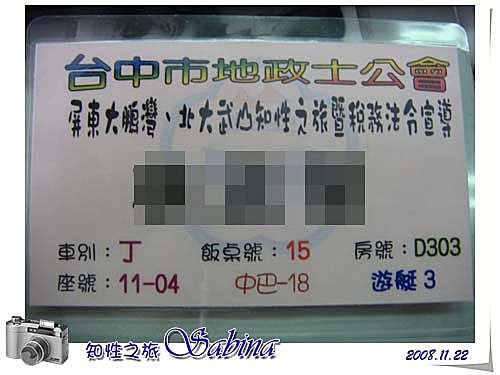 台中市地政士公會
屏東大鵬灣、北大武山知性之旅暨稅務法令宣導
車別：丁 飯桌號：15 房號：D303
座號：11-04 中巴-18 遊艇 3
知性之旅 Sabina 2008.11.22